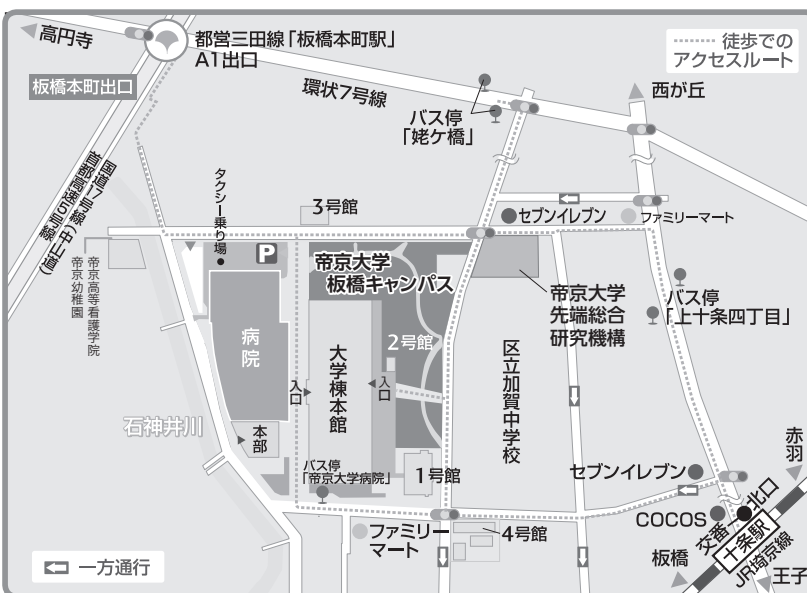 高円寺
都営三田線「板橋本町駅」
A1出口
徒歩での
アクセスルート
板橋本町出口
環状7号線
西が丘
バス停
「姥ケ橋」
国道17号線（中山道）
首都高速5号線
タクシー乗り場
3号館
セブンイレブン
ファミリーマート
P
帝京大学
板橋キャンパス
帝京高等看護学院
帝京幼稚園
帝京大学
先端総合
研究機構
バス停
「上十条四丁目」
病院
2号館
大学棟本館
入口
入口
区立加賀中学校
石神井川
本部
バス停
「帝京大学病院」
1号館
セブンイレブン
赤羽
北口
COCOS
交番
十条駅
JR埼京線
ファミリー
マート
4号館
板橋
王子
一方通行